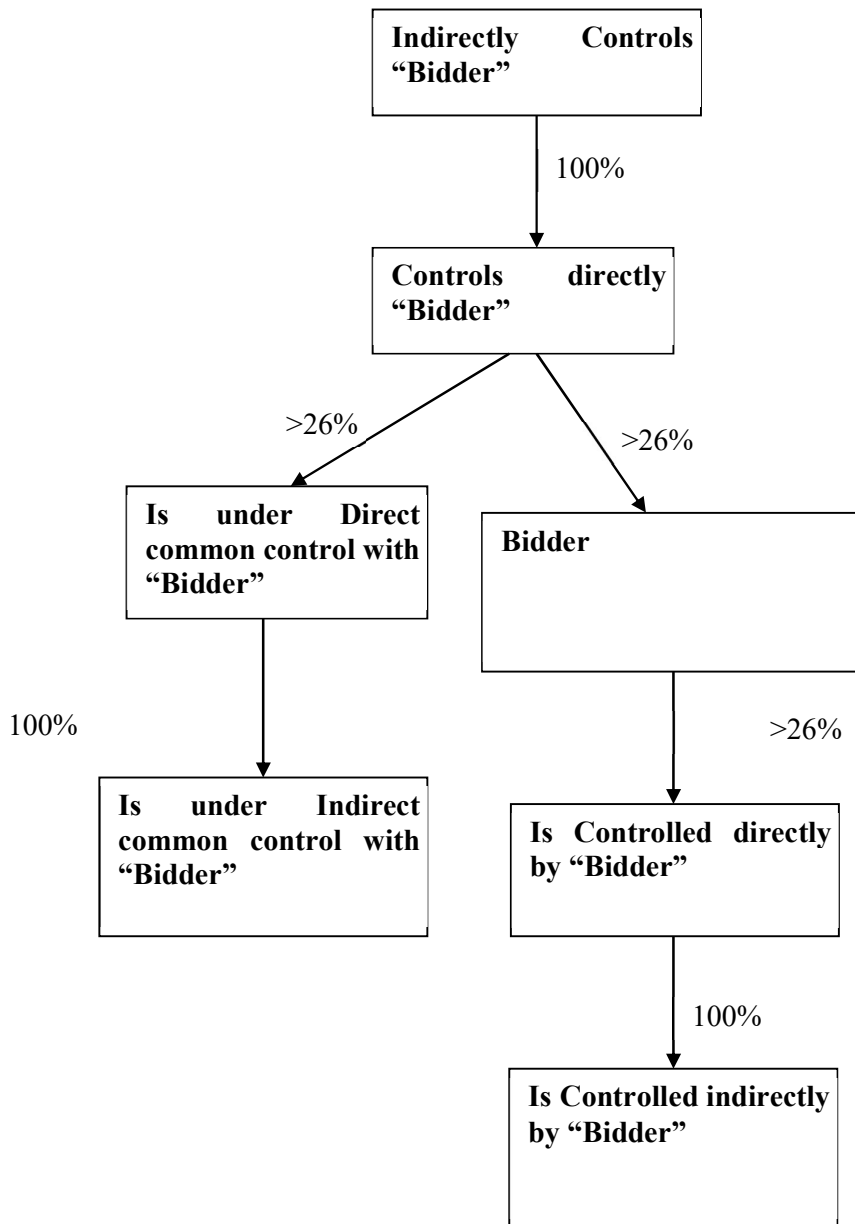 Indirectly Controls
“Bidder”
100%
Controls directly
“Bidder”
>26%
>26%
Is under Direct
common control with
“Bidder”
Bidder
100%
>26%
Is under Indirect
common control with
“Bidder”
Is Controlled directly
by “Bidder”
100%
Is Controlled indirectly
by “Bidder”